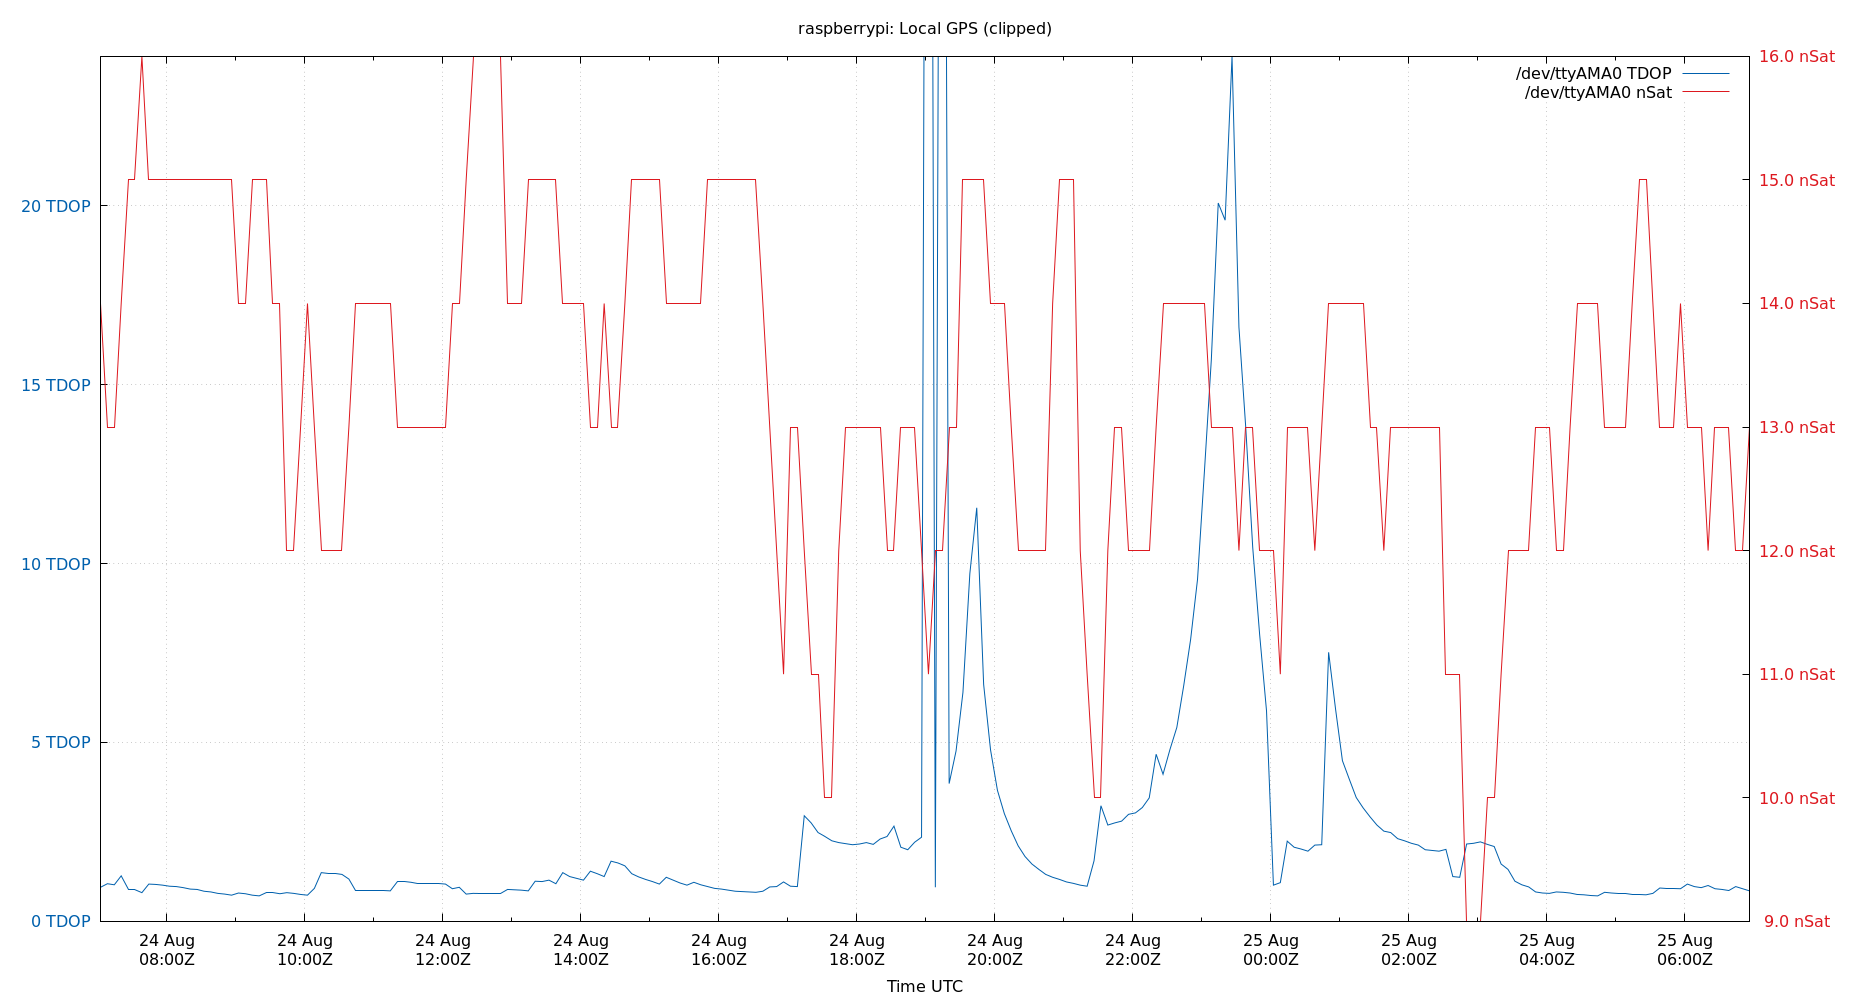 raspberrypi: Local GPS (clipped)
/dev/ttyAMA0 TDOP
/dev/ttyAMA0 nSat
20 TDOP
15 TDOP
10 TDOP
5 TDOP
0 TDOP
16.0 nSat
15.0 nSat
14.0 nSat
13.0 nSat
12.0 nSat
11.0 nSat
10.0 nSat
9.0 nSat
24 Aug 24 Aug 24 Aug 24 Aug 24 Aug 24 Aug 24 Aug 24 Aug 25 Aug 25 Aug 25 Aug 25 Aug
08:00Z 10:00Z 12:00Z 14:00Z 16:00Z 18:00Z 20:00Z 22:00Z 00:00Z 02:00Z 04:00Z 06:00Z
Time UTC